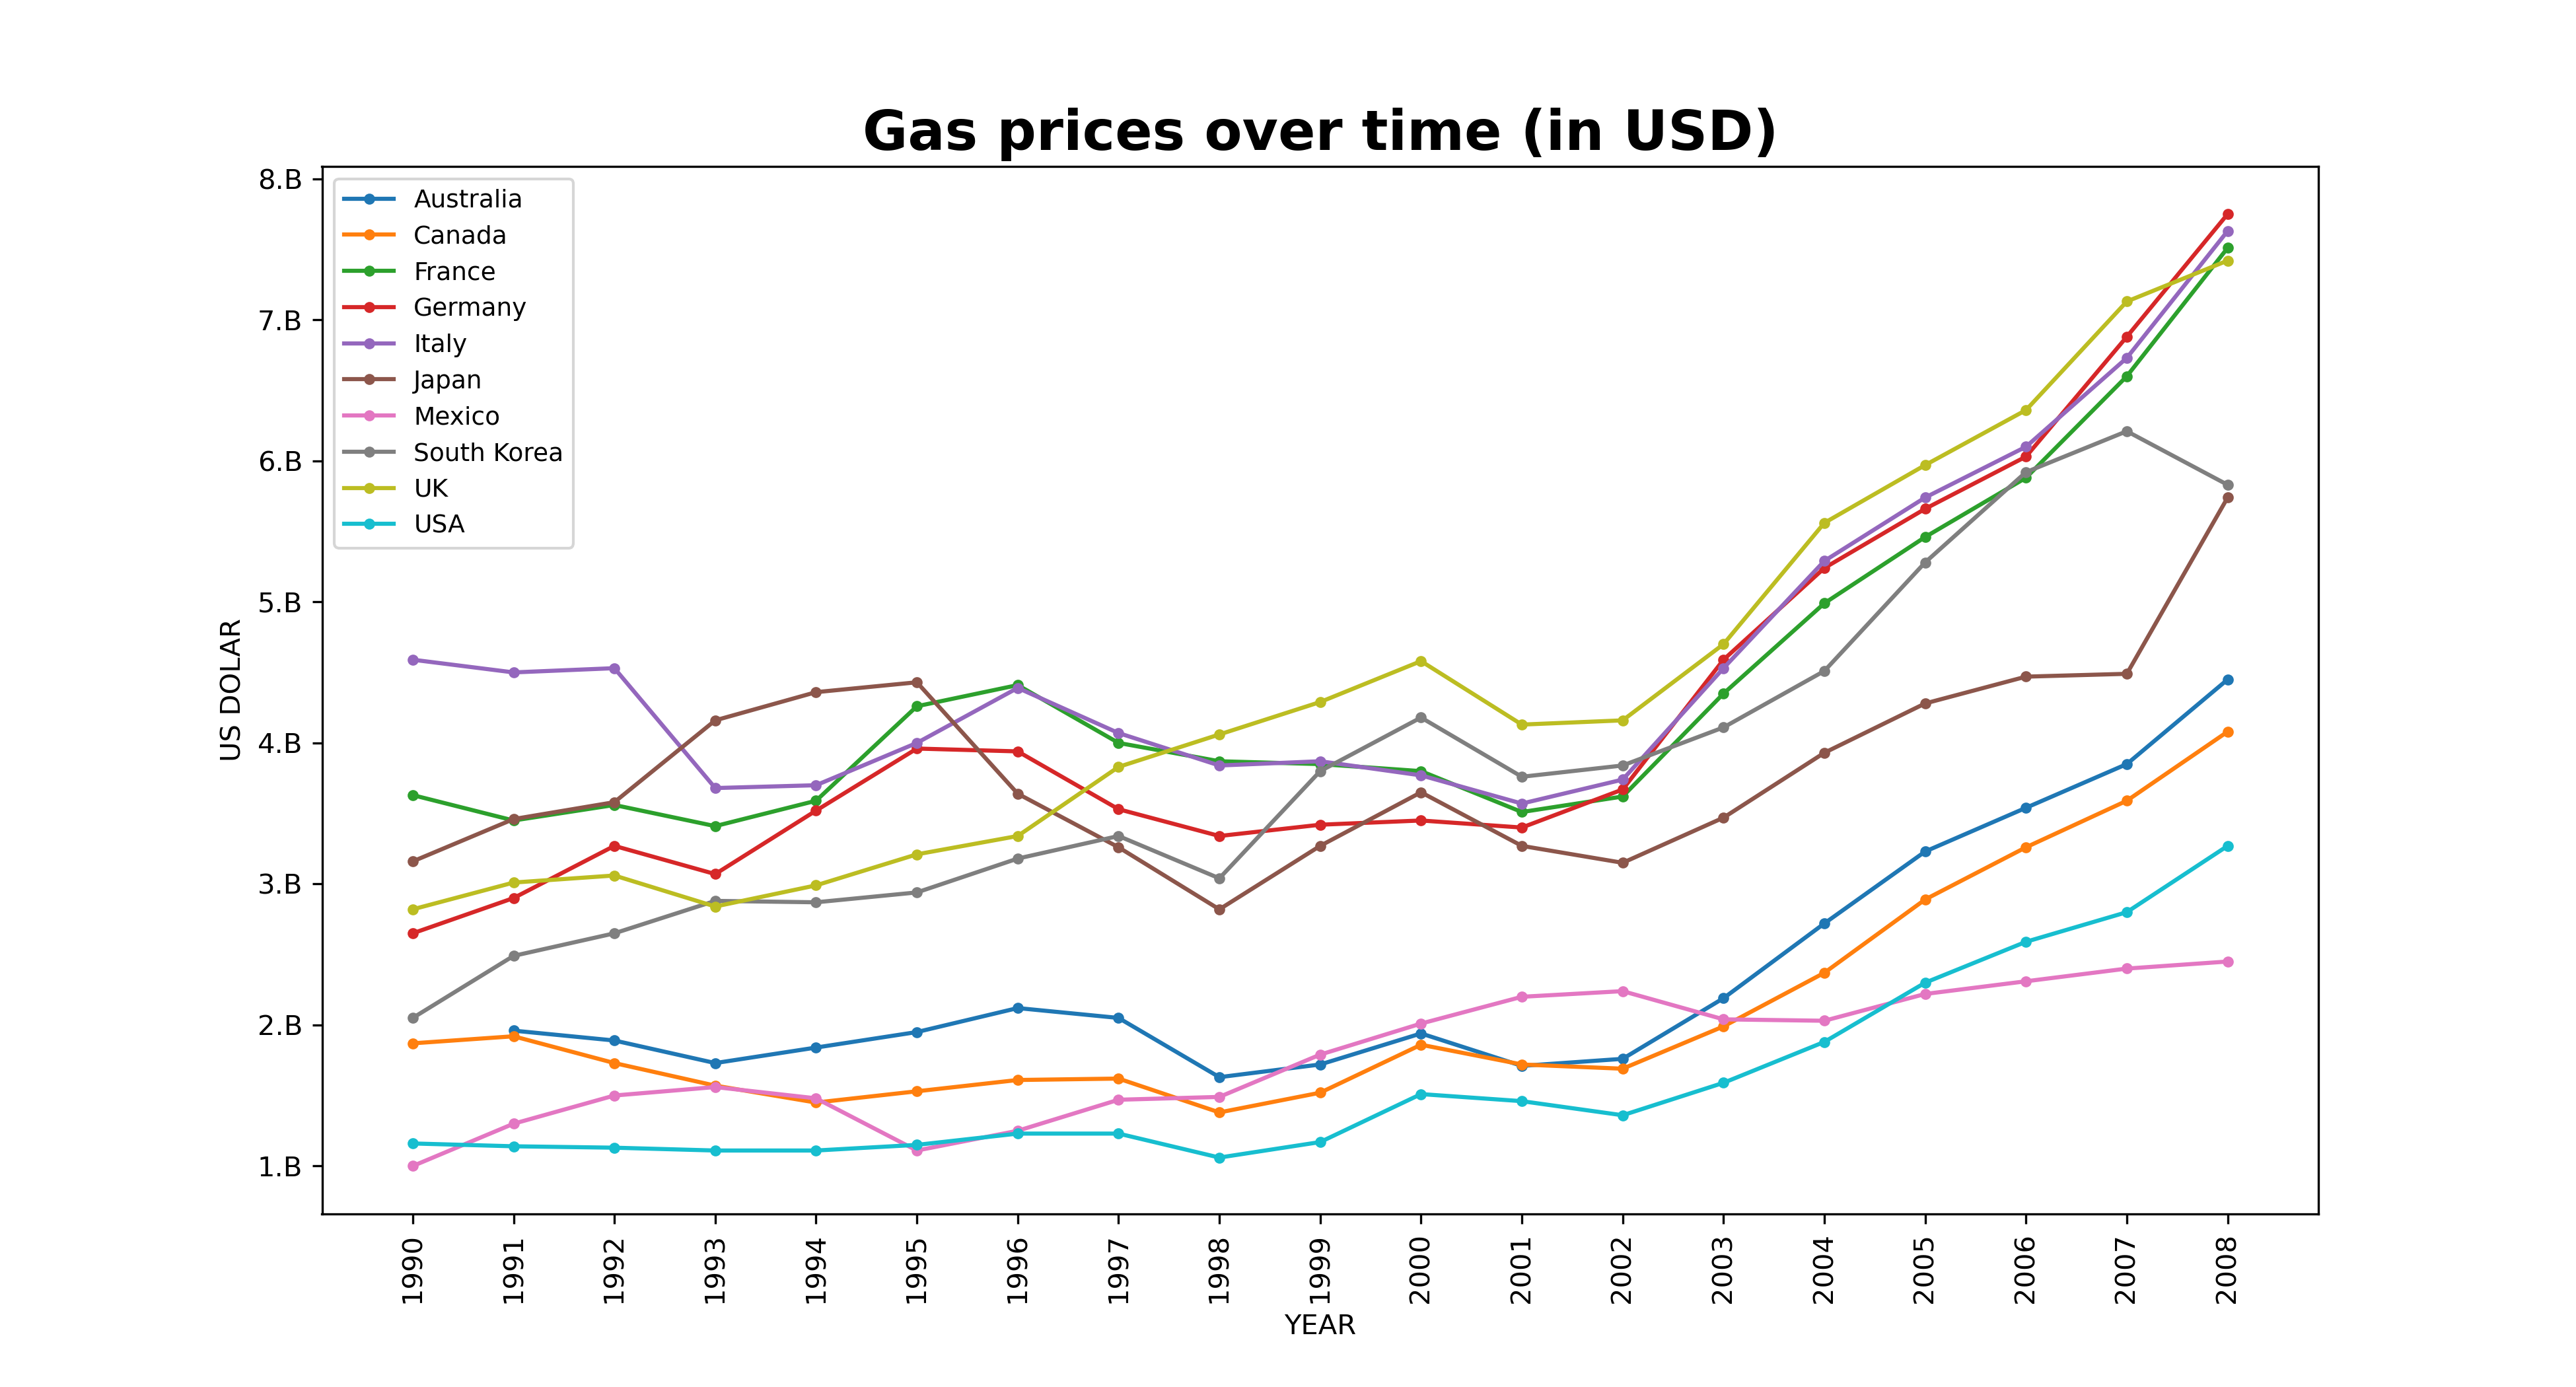 Gas prices over time (in USD)
8.B
7.B
6.B
5.B
4.B
3.B
2.B
1.B
US DOLAR
Australia
Canada
France
Germany
Italy
Japan
Mexico
South Korea
UK
USA
1990
1991
1992
1993
1994
1995
1996
1997
1998
1999
2000
2001
2002
2003
2004
2005
2006
2007
2008
YEAR